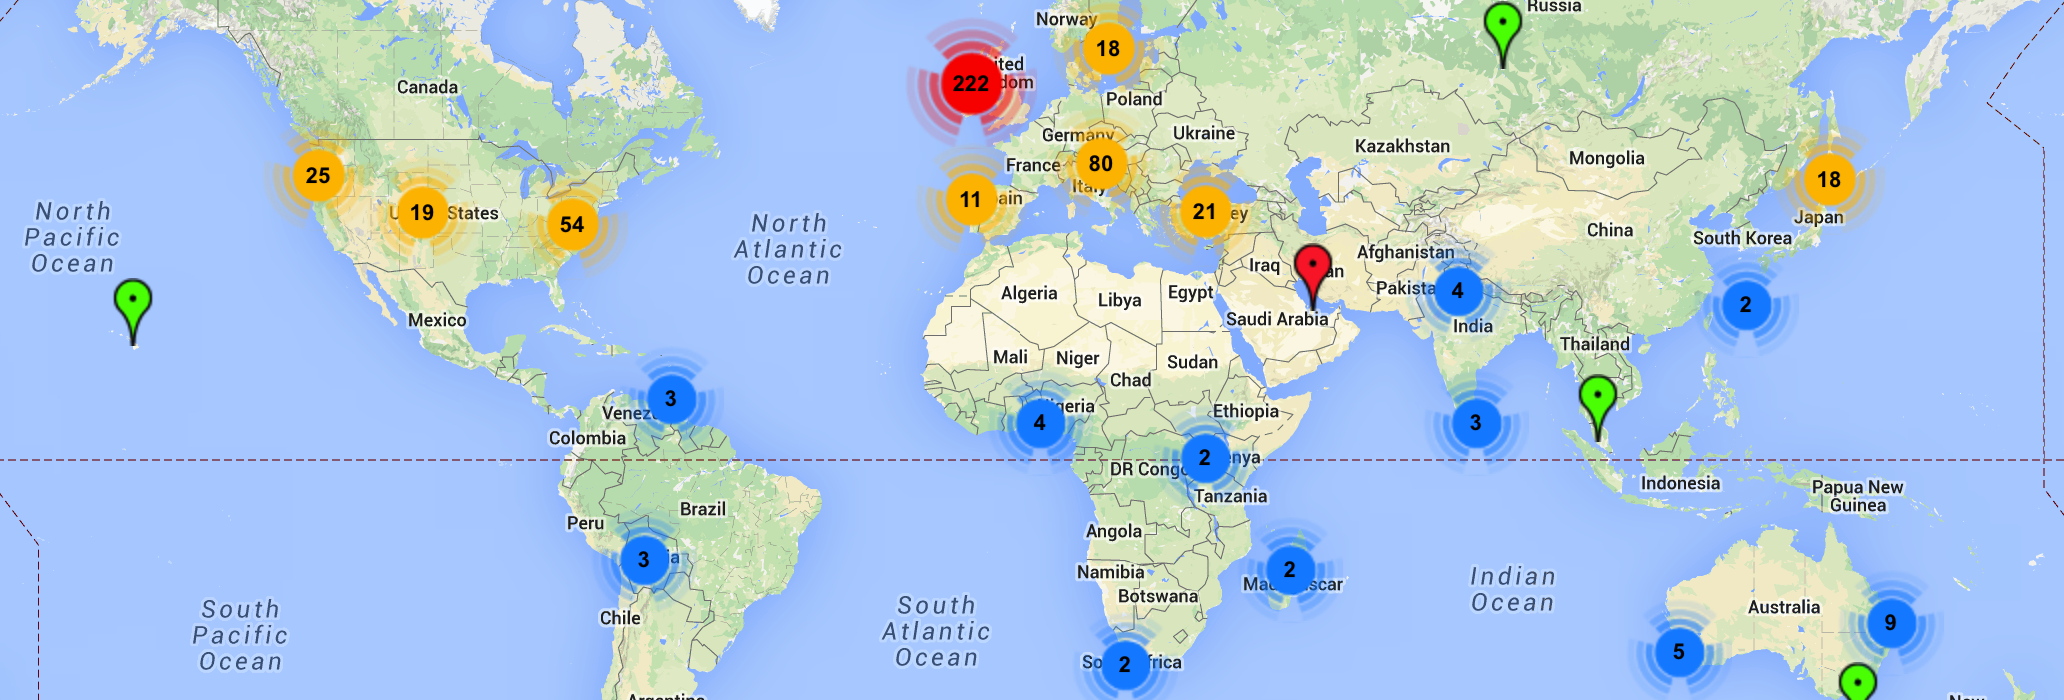 Russia
Norway
18
222
ited
dom
Canada
Poland
Germany
Ukraine
Kazakhstan
Mongolia
France
80
25
18
Italy
11
ain
19
States
54
21
ey
Japan
North
Pacific
Ocean
North
Atlantic
Ocean
China
South Korea
Afghanistan
Iraq
an
Pakista
4
Algeria
Libya
Egypt
2
Mexico
Saudi Arabia
India
Thailand
Mali
Niger
Sudan
Chad
3
Venez
geria
Ethiopia
4
3
Colombia
2
enya
DR Congo
Tanzania
Indonesia
Papua New
Guinea
Brazil
Peru
Angola
3
ia
Namibia
2
Mad
scar
Indian
Ocean
Botswana
South
Pacific
Ocean
Chile
South
Atlantic
Ocean
Australia
9
5
So
frica
2
Argentina
New